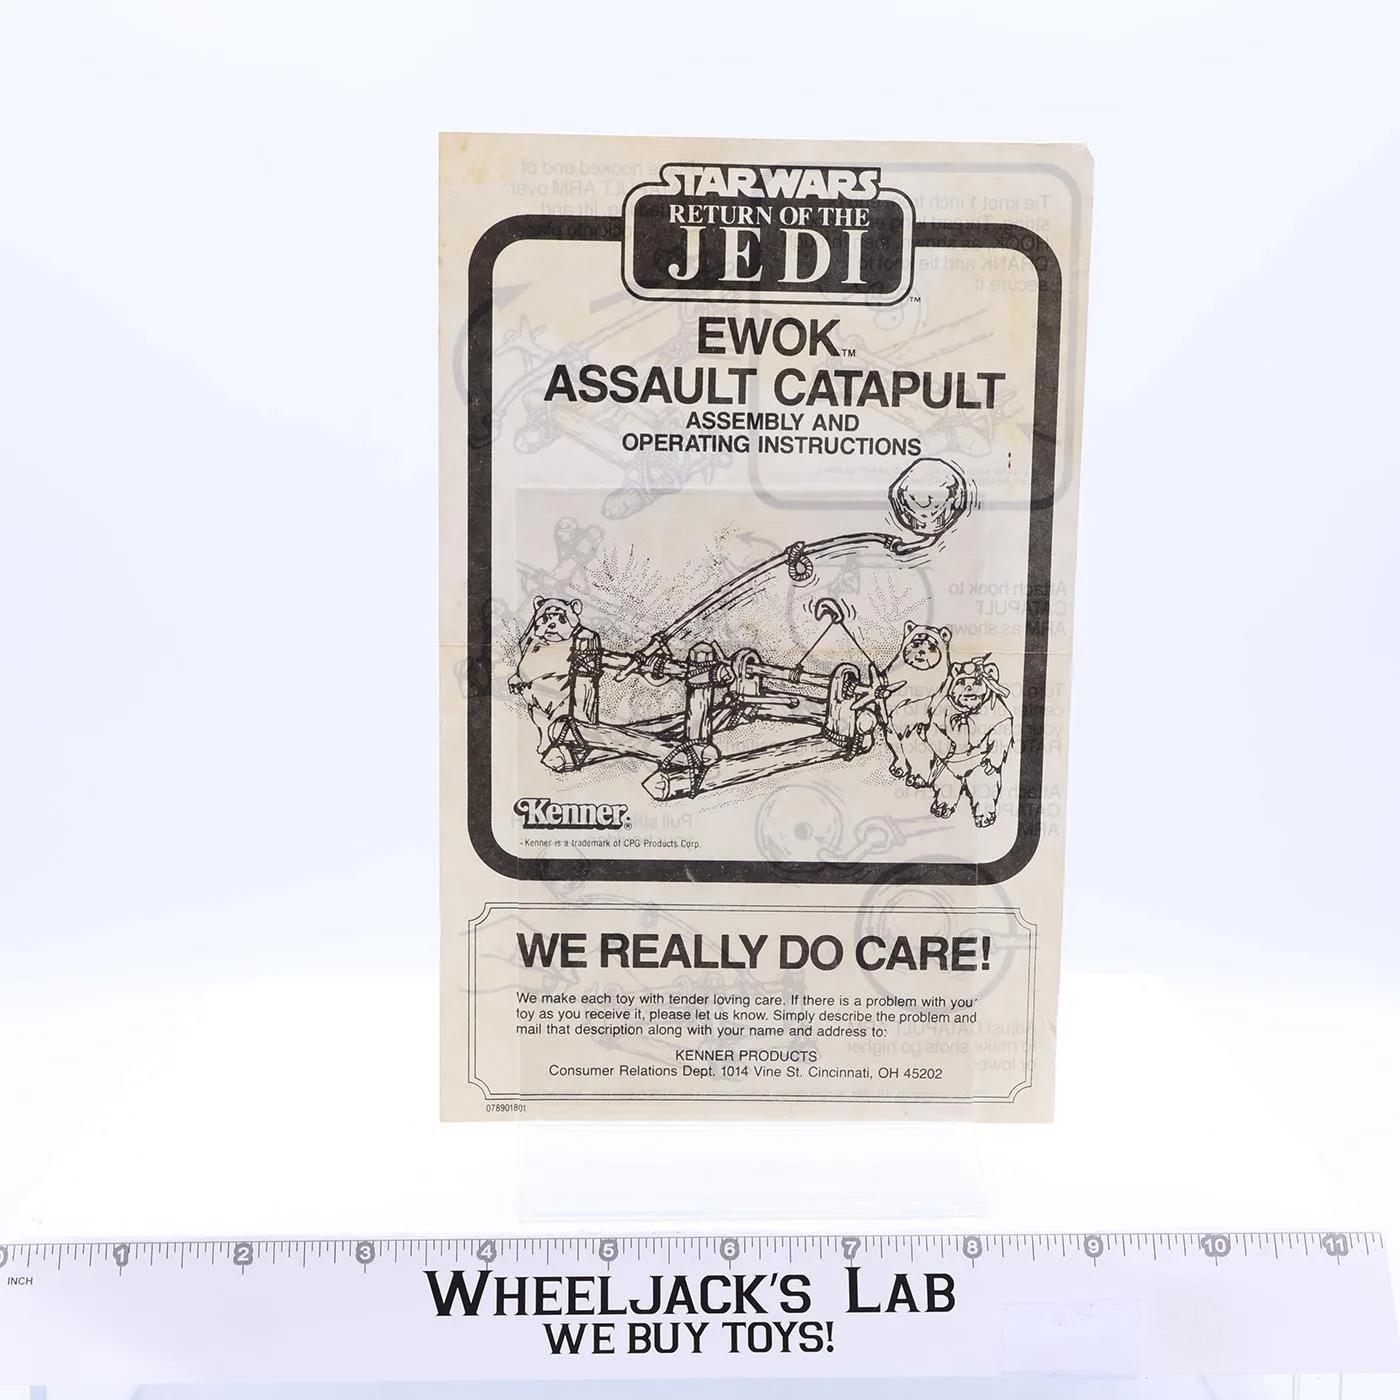 STAR WARS
RETURN OF THE
JEDI
TM
EWOK TM
ASSAULT CATAPULT
ASSEMBLY AND
OPERATING INSTRUCTIONS
Kenner®
Kenner is a trademark of CPG Products Corp.
WE REALLY DO CARE!
We make each toy with tender loving care. If there is a problem with your
toy as you receive it, please let us know. Simply describe the problem and
mail that description along with your name and address to:
KENNER PRODUCTS
Consumer Relations Dept. 1014 Vine St. Cincinnati, OH 45202
078901801
1 2 3 4 5 6 7 8 9 10 11
INCH
WHEELJACK'S LAB
WE BUY TOYS!